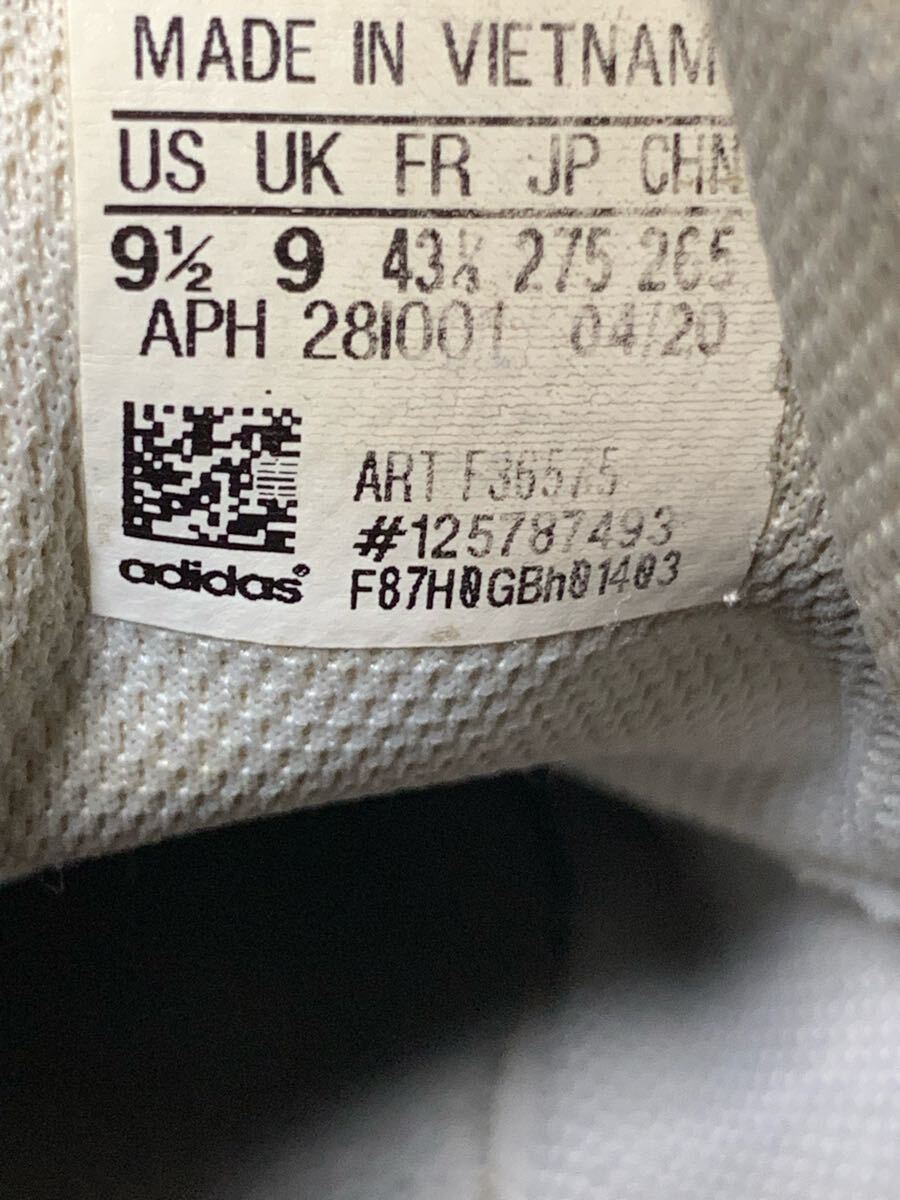 MADE IN VIETNAM
US UK FR JP CHN
9½ 9 43⅓ 275 265
APH 28I001 04/20
ART F36575
#125787493
adidas®
F87H0GBh01403